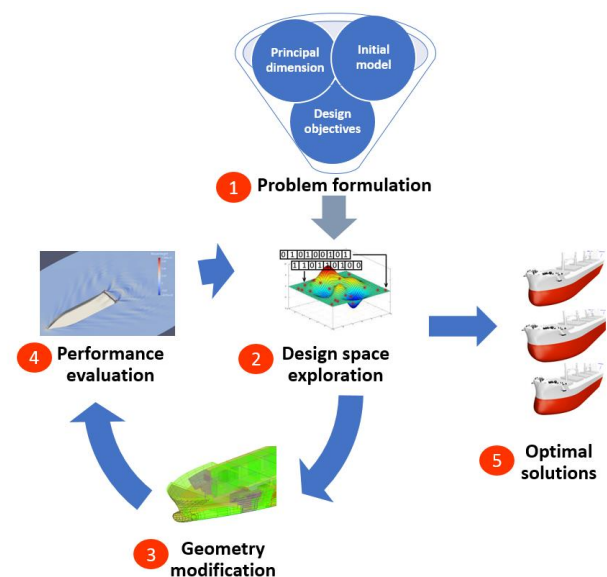 Principal
dimension
Initial
model
Design
objectives
1 Problem formulation
0 1 0 1 0 0 1 0 1
1 1 0 1 1 0 1 0 0
4 Performance
evaluation
2 Design space
exploration
5 Optimal
solutions
3 Geometry
modification